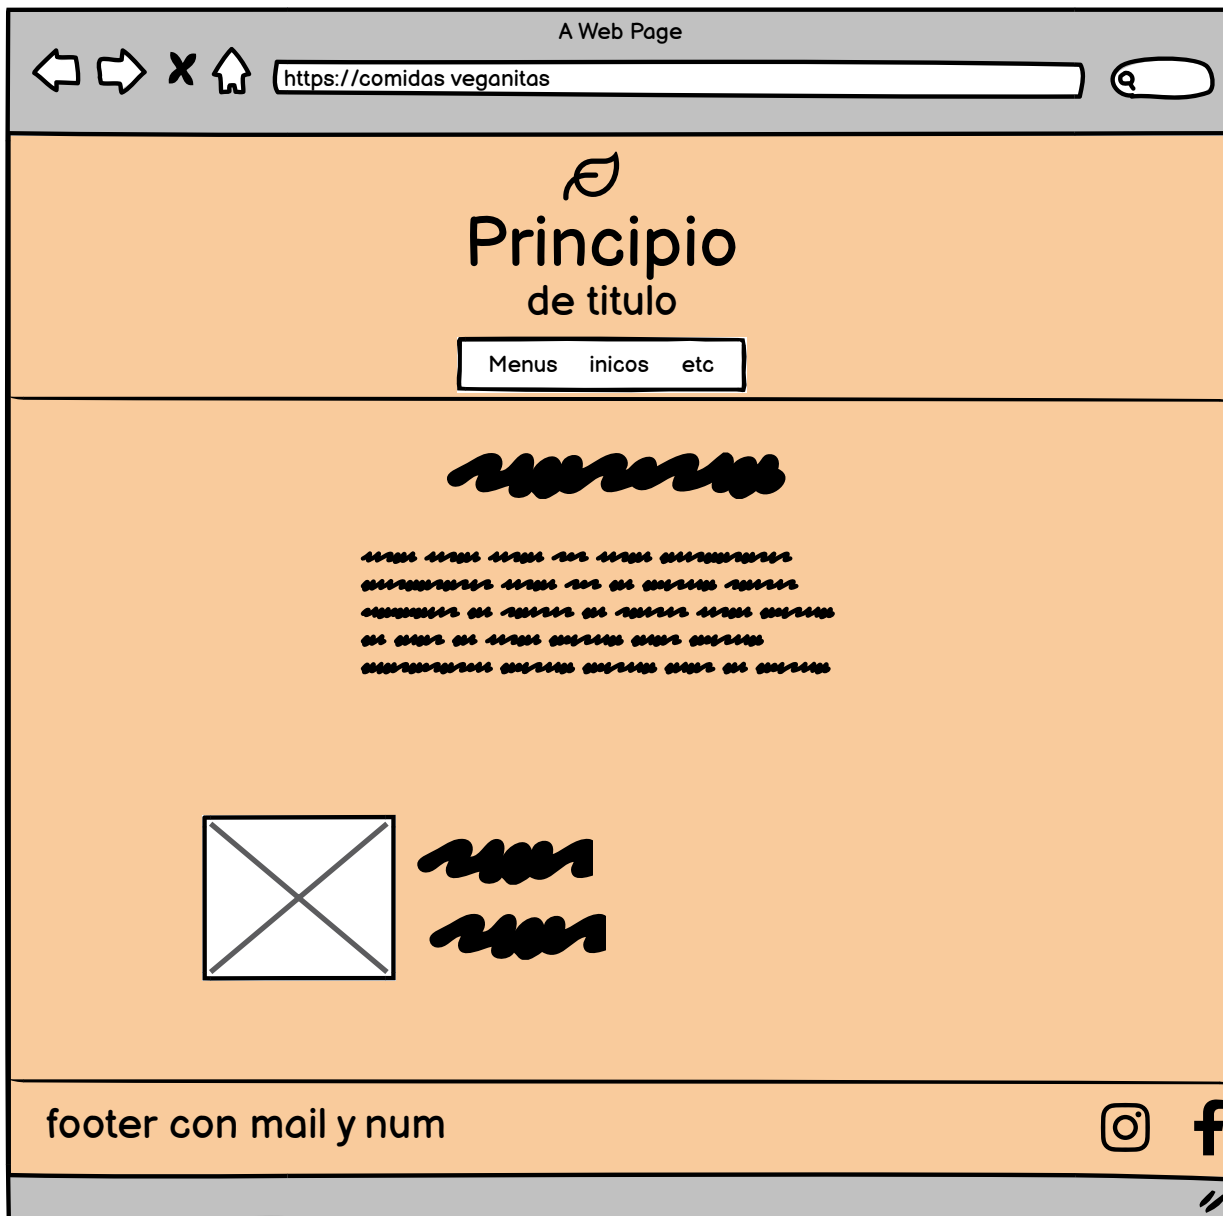 A Web Page
https://comidas veganitas
Principio
de titulo
Menus inicos etc
footer con mail y num